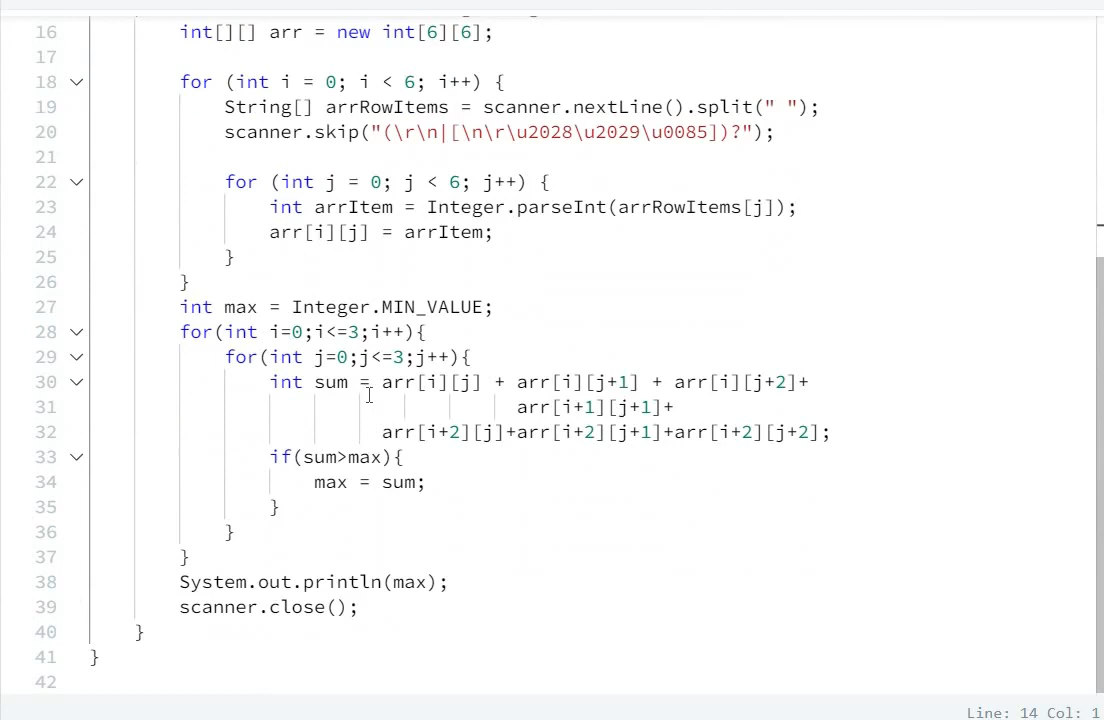 16 int[][] arr = new int[6][6];
17
18 for (int i = 0; i < 6; i++) {
19 String[] arrRowItems = scanner.nextLine().split(" ");
20 scanner.skip("(\r\n|[\n\r\u2028\u2029\u0085])?");
21
22 for (int j = 0; j < 6; j++) {
23 int arrItem = Integer.parseInt(arrRowItems[j]);
24 arr[i][j] = arrItem;
25 }
26 }
27 int max = Integer.MIN_VALUE;
28 for(int i=0;i<=3;i++){
29 for(int j=0;j<=3;j++){
30 int sum = arr[i][j] + arr[i][j+1] + arr[i][j+2]+
31 arr[i+1][j+1]+
32 arr[i+2][j]+arr[i+2][j+1]+arr[i+2][j+2];
33 if(sum>max){
34 max = sum;
35 }
36 }
37 }
38 System.out.println(max);
39 scanner.close();
40 }
41 }
42
Line: 14 Col: 1